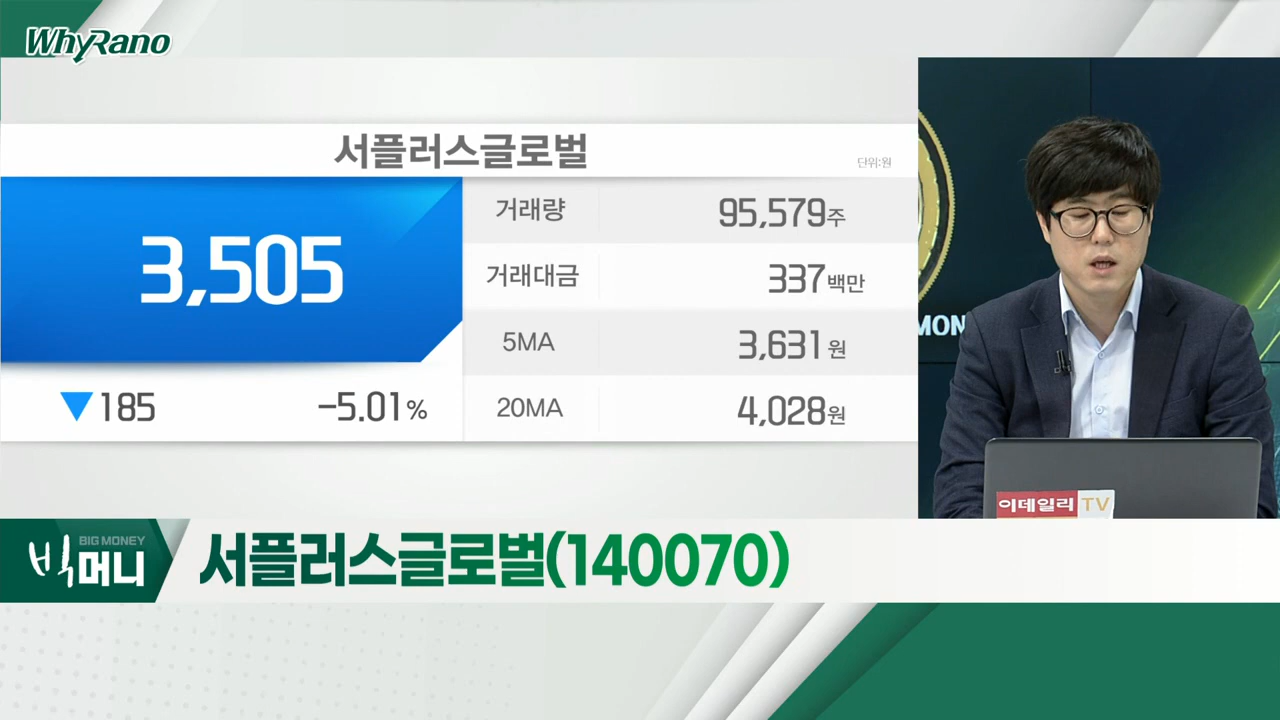 WhyRano
서플러스글로벌
단위:원
3,505
▼185 -5.01%
거래량 95,579주
거래대금 337백만
5MA 3,631원
20MA 4,028원
MON
이데일리TV
BIG MONEY
빅머니
서플러스글로벌(140070)